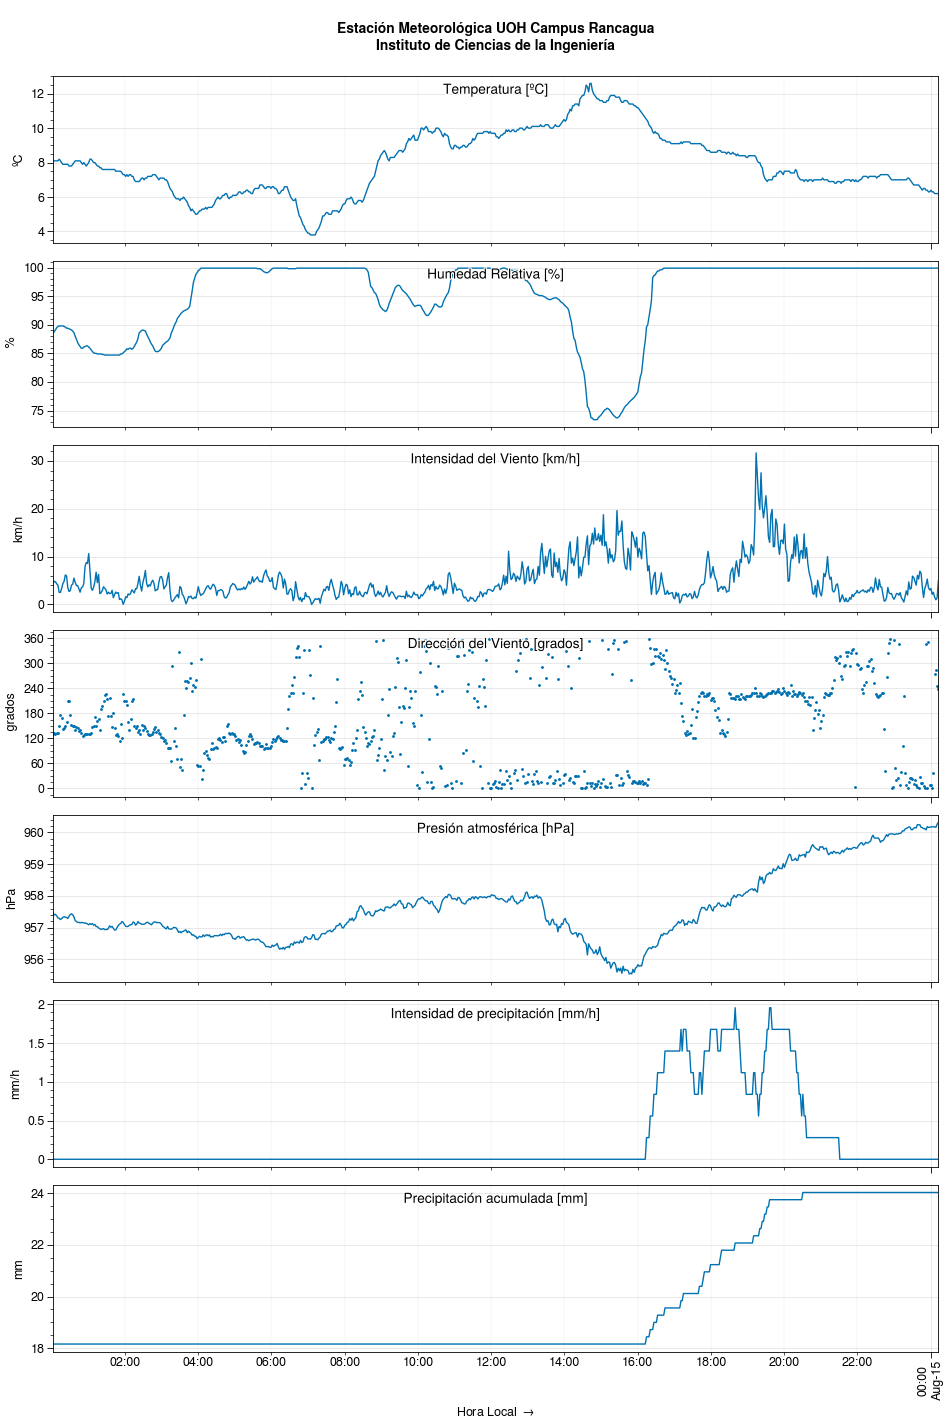 Estación Meteorológica UOH Campus Rancagua
Instituto de Ciencias de la Ingeniería
Temperatura [ºC]
ºC
12
10
8
6
4
Humedad Relativa [%]
%
100
95
90
85
80
75
Intensidad del Viento [km/h]
km/h
30
20
10
0
Dirección del Viento [grados]
grados
360
300
240
180
120
60
0
Presión atmosférica [hPa]
hPa
960
959
958
957
956
Intensidad de precipitación [mm/h]
mm/h
2
1.5
1
0.5
0
Precipitación acumulada [mm]
mm
24
22
20
18
02:00 04:00 06:00 08:00 10:00 12:00 14:00 16:00 18:00 20:00 22:00 00:00
Aug-15
Hora Local →